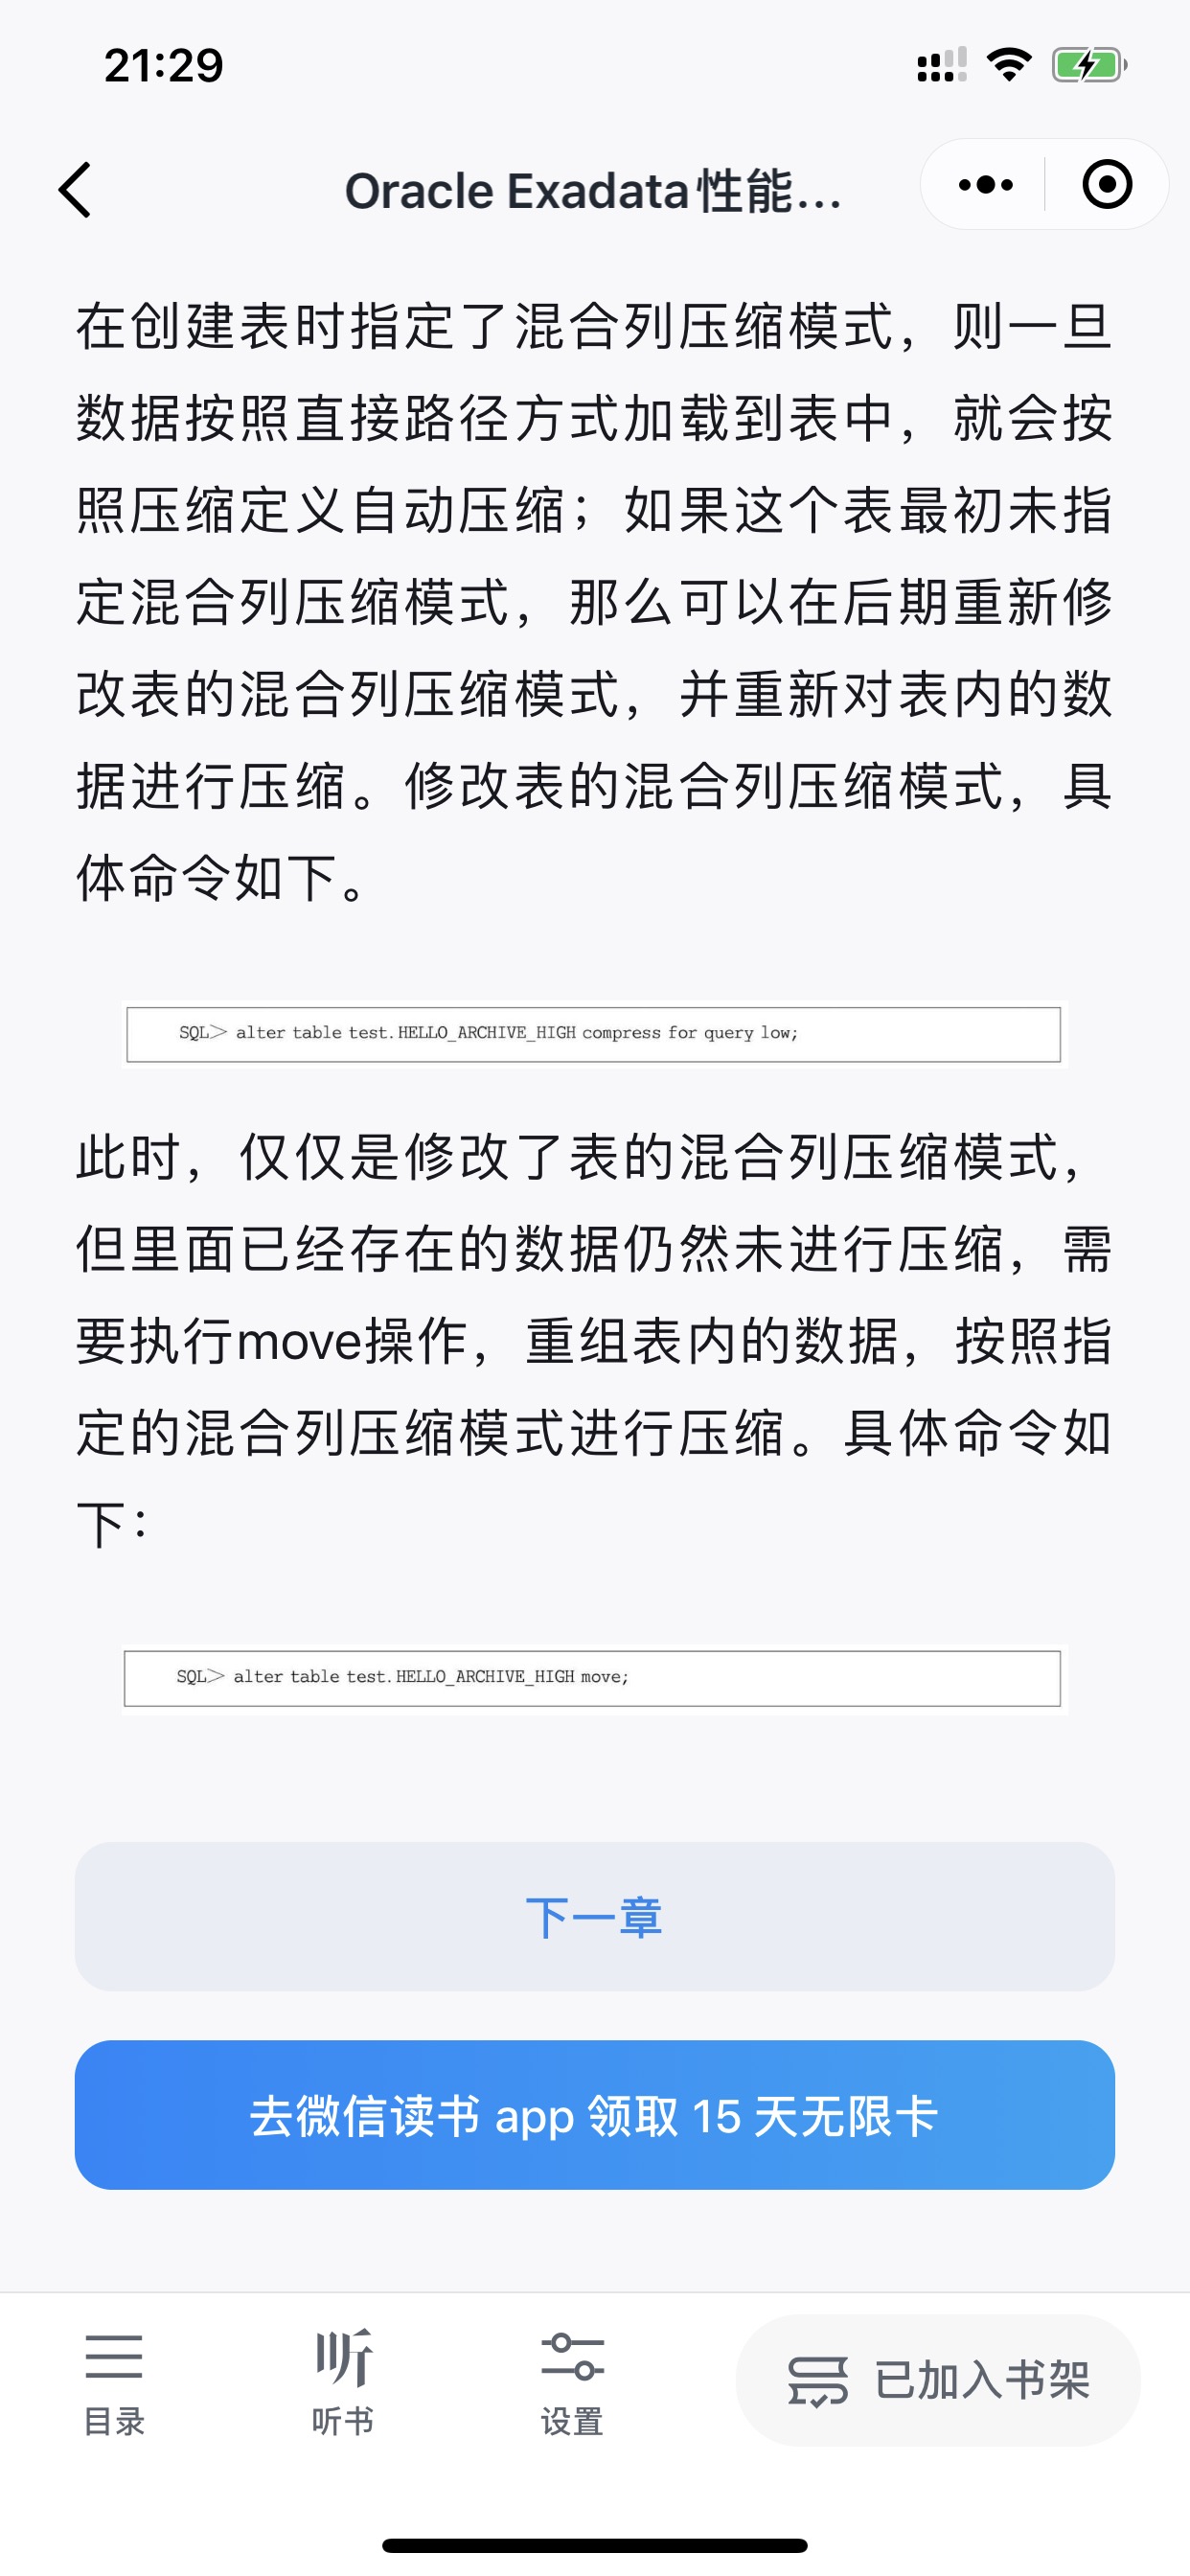 21:29
Oracle Exadata性能...
在创建表时指定了混合列压缩模式，则一旦
数据按照直接路径方式加载到表中，就会按
照压缩定义自动压缩；如果这个表最初未指
定混合列压缩模式，那么可以在后期重新修
改表的混合列压缩模式，并重新对表内的数
据进行压缩。修改表的混合列压缩模式，具
体命令如下。
SQL> alter table test.HELLO_ARCHIVE_HIGH compress for query low;
此时，仅仅是修改了表的混合列压缩模式，
但里面已经存在的数据仍然未进行压缩，需
要执行move操作，重组表内的数据，按照指
定的混合列压缩模式进行压缩。具体命令如
下：
SQL> alter table test.HELLO_ARCHIVE_HIGH move;
下一章
去微信读书 app 领取 15 天无限卡
听
目录
听书
设置
已加入书架